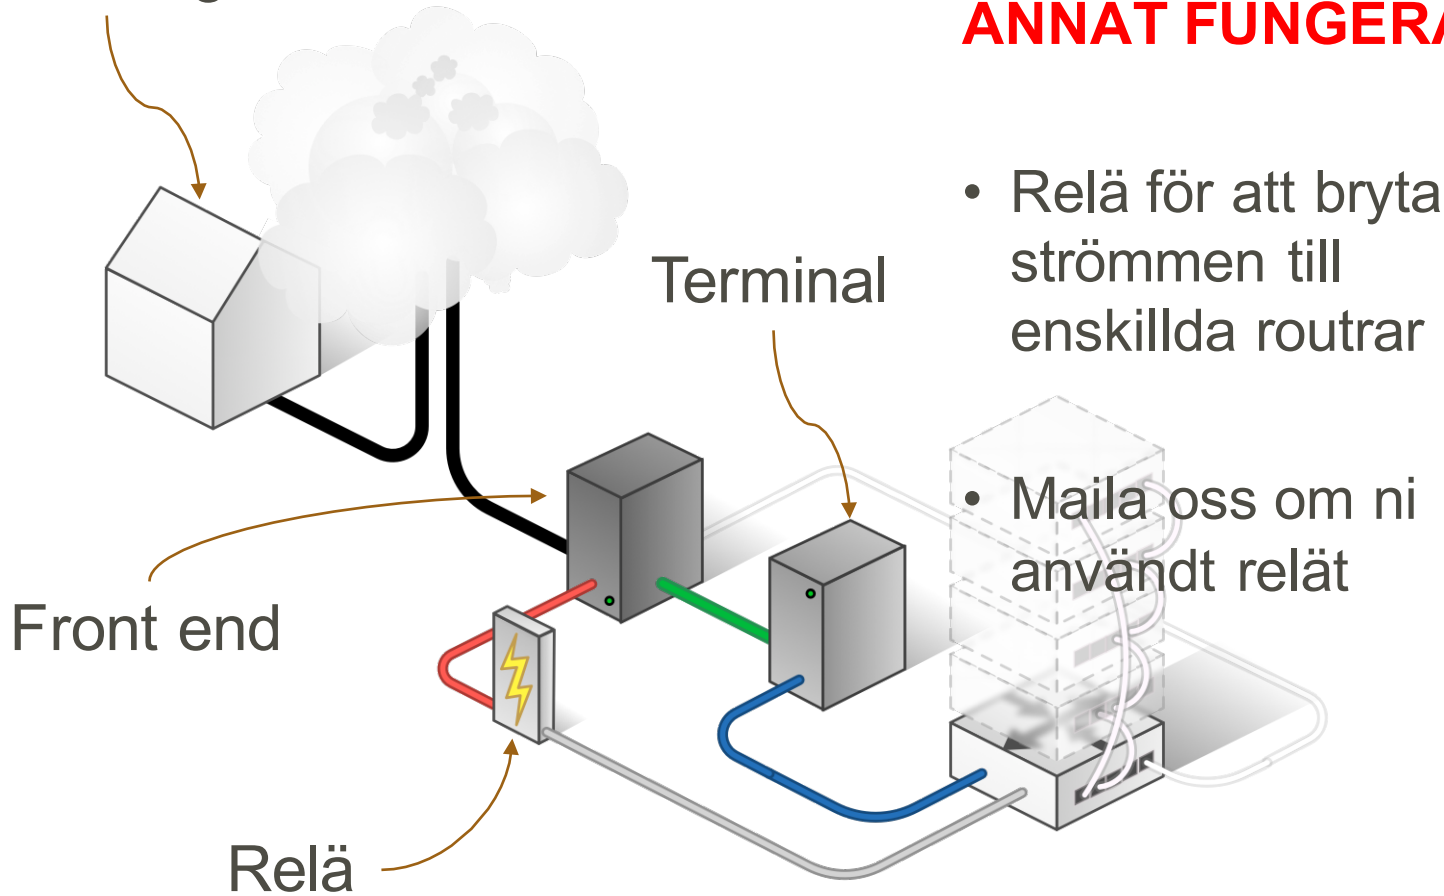 ANNAT FUNGERA
• Relä för att bryta
strömmen till
enskillda routrar
Terminal
• Maila oss om ni
användt relät
Front end
Relä